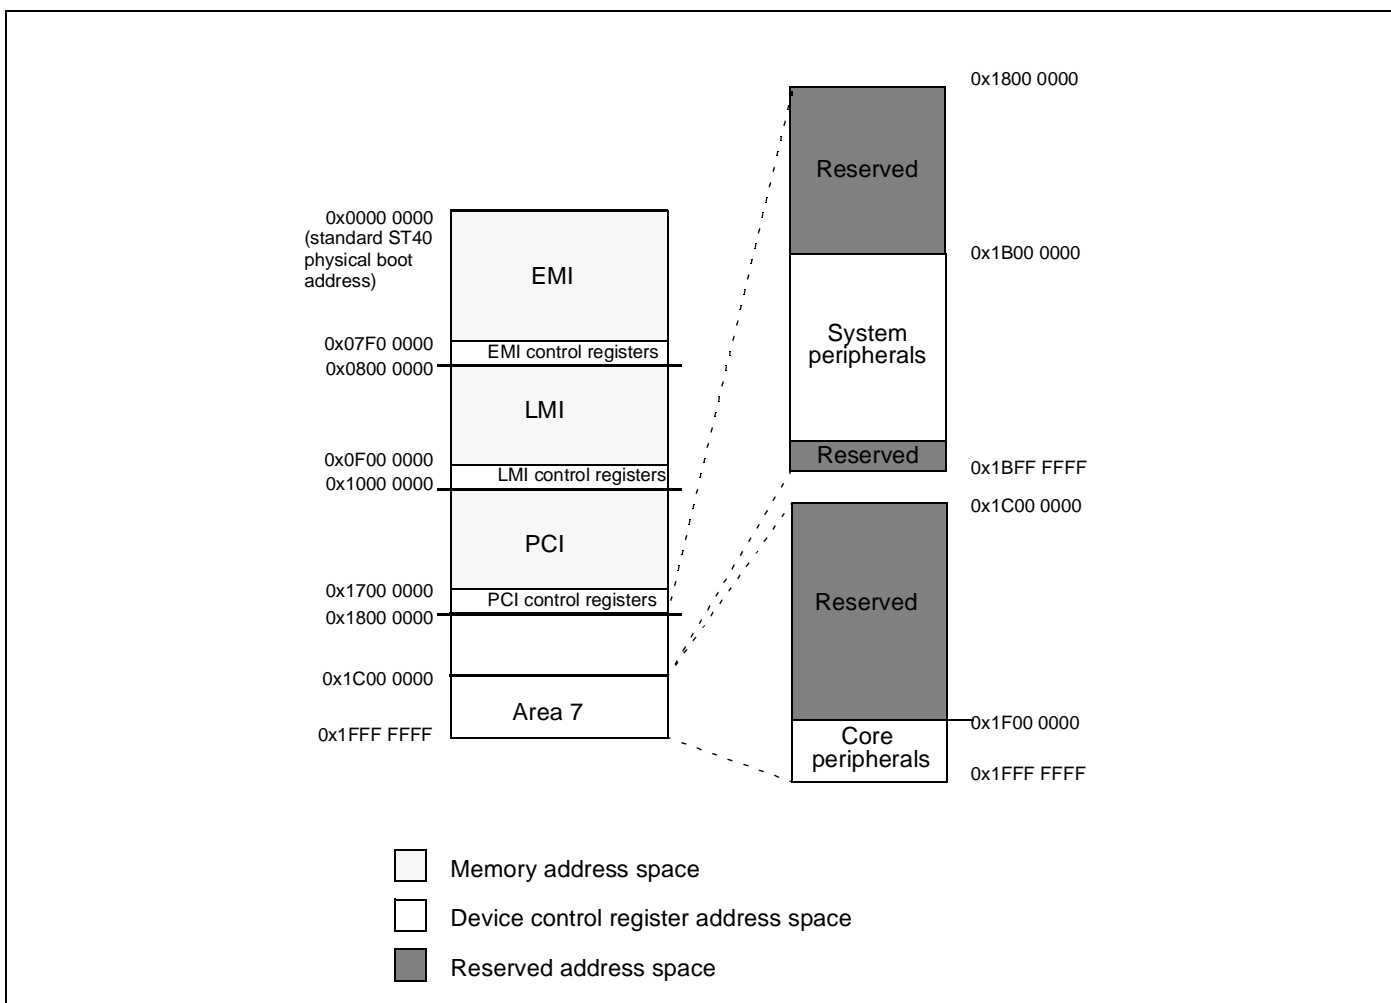 0x0000 0000
(standard ST40
physical boot
address)
EMI
0x07F0 0000
EMI control registers
0x0800 0000
LMI
0x0F00 0000
LMI control registers
0x1000 0000
PCI
0x1700 0000
PCI control registers
0x1800 0000
0x1C00 0000
Area 7
0x1FFF FFFF
0x1800 0000
Reserved
0x1B00 0000
System
peripherals
Reserved
0x1BFF FFFF
0x1C00 0000
Reserved
0x1F00 0000
Core
peripherals
0x1FFF FFFF
Memory address space
Device control register address space
Reserved address space